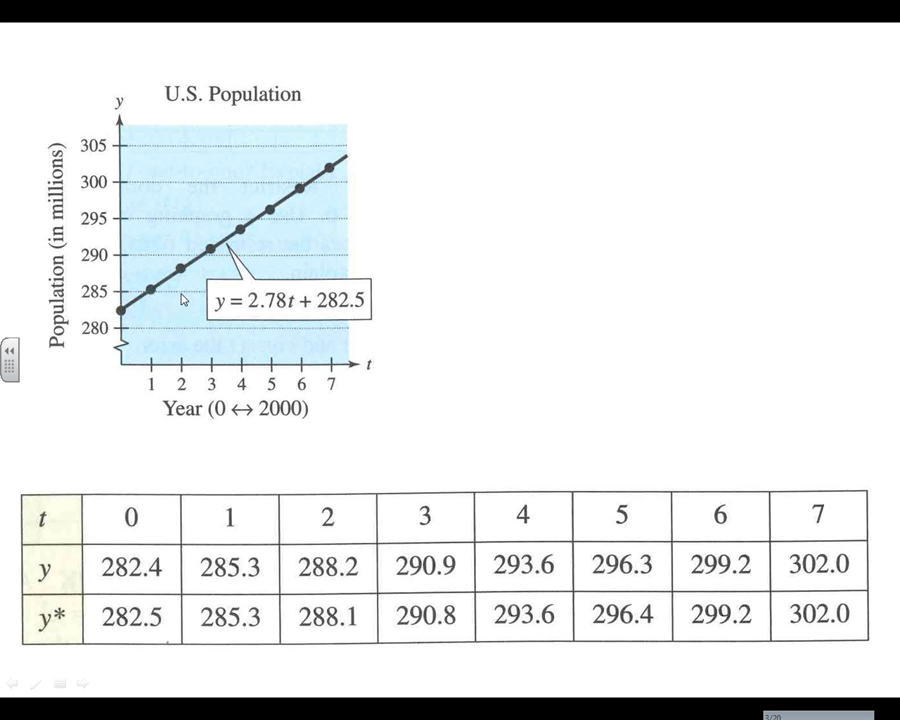 U.S. Population
y
Population (in millions)
305
300
295
290
285
280
y = 2.78t + 282.5
t
1 2 3 4 5 6 7
Year (0 ↔ 2000)
t 0 1 2 3 4 5 6 7
y 282.4 285.3 288.2 290.9 293.6 296.3 299.2 302.0
y* 282.5 285.3 288.1 290.8 293.6 296.4 299.2 302.0
3/20